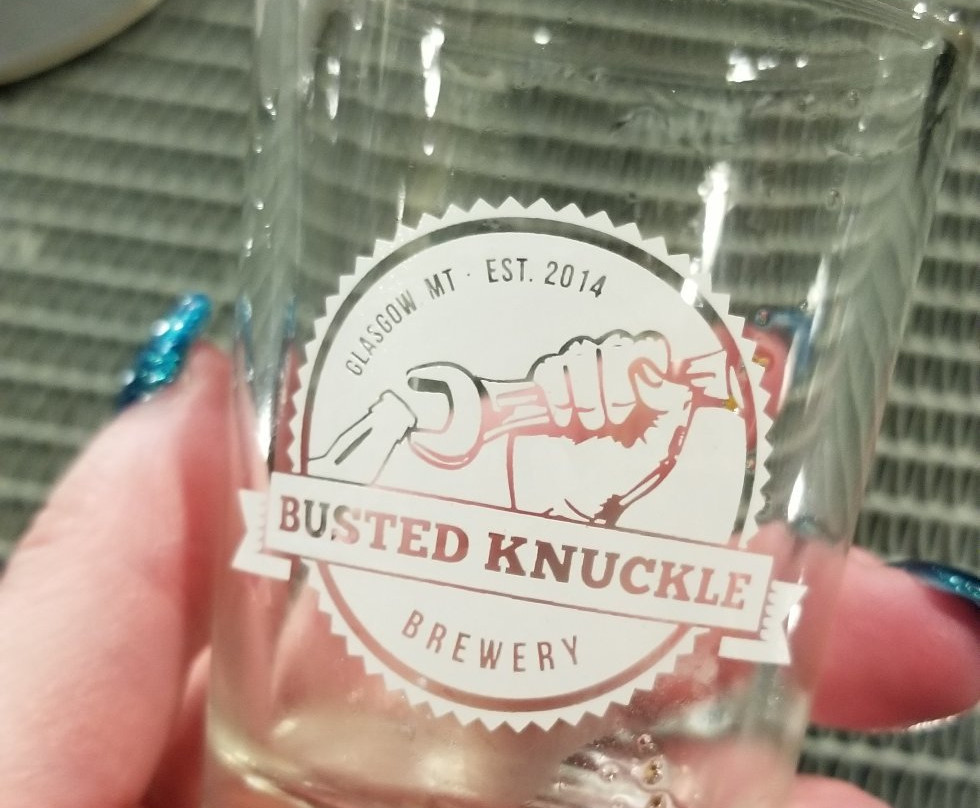 GLASGOW MT · EST. 2014
BUSTED KNUCKLE
BREWERY